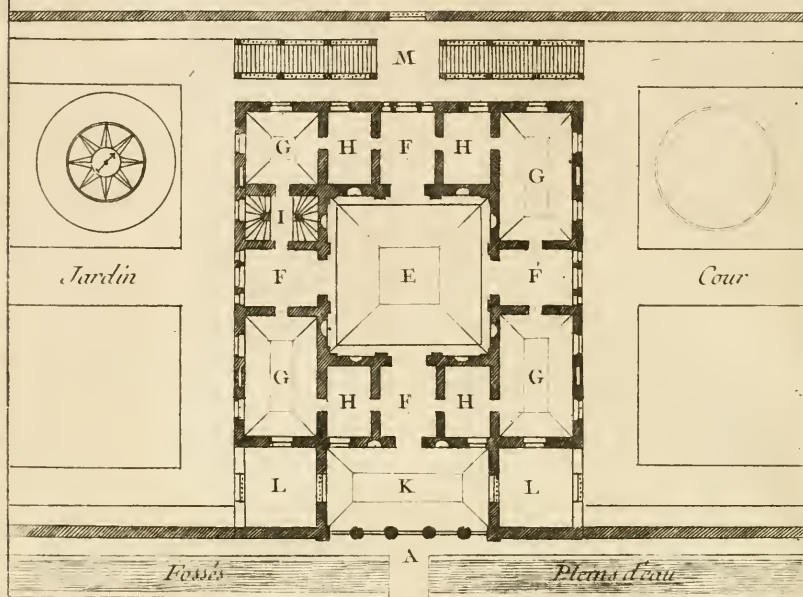 M
G H F H G
I
Jardin F E F Cour
G H F H G
L K L
A
Fossés Pleins d'eau